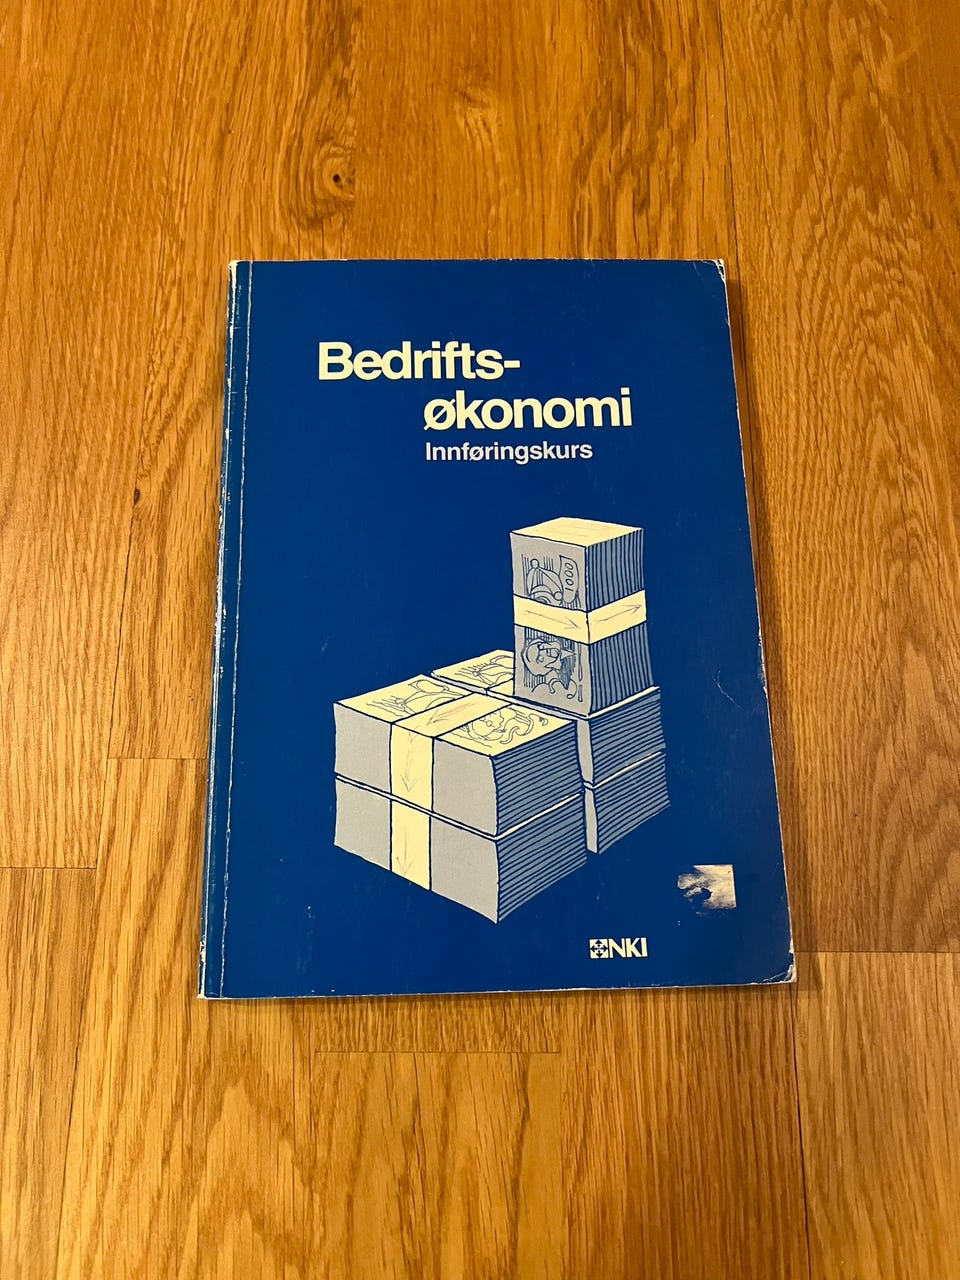 Bedrifts-
økonomi
Innføringskurs
1000
NKI